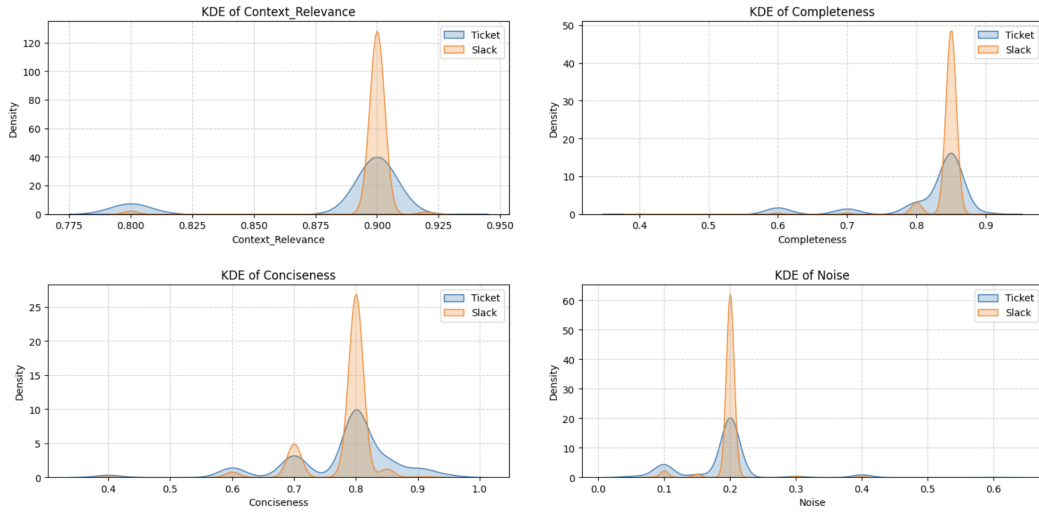 KDE of Context_Relevance
Density
120
100
80
60
40
20
0
0.775 0.800 0.825 0.850 0.875 0.900 0.925 0.950
Context_Relevance
Ticket
Slack
KDE of Completeness
Density
50
40
30
20
10
0
0.4 0.5 0.6 0.7 0.8 0.9
Completeness
Ticket
Slack
KDE of Conciseness
Density
25
20
15
10
5
0
0.4 0.5 0.6 0.7 0.8 0.9 1.0
Conciseness
Ticket
Slack
KDE of Noise
Density
60
50
40
30
20
10
0
0.0 0.1 0.2 0.3 0.4 0.5 0.6
Noise
Ticket
Slack